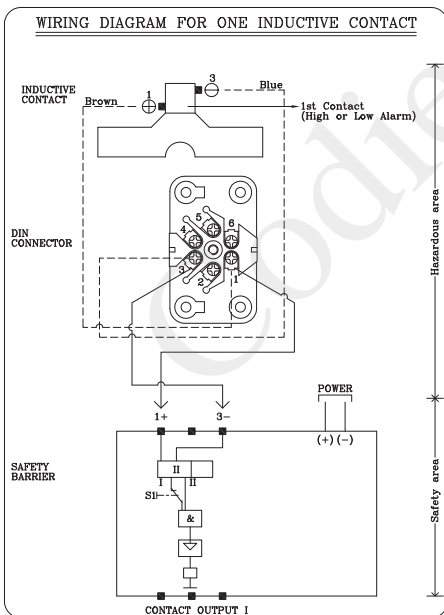 WIRING DIAGRAM FOR ONE INDUCTIVE CONTACT
3
Blue
INDUCTIVE
CONTACT
Brown
1
1st Contact
(High or Low Alarm)
Hazardous area
DIN
CONNECTOR
5
6
4
3
2
1
POWER
1+
3-
(+) (-)
SAFETY
BARRIER
II
I
II
S1
&
Safety area
CONTACT OUTPUT I
Codie